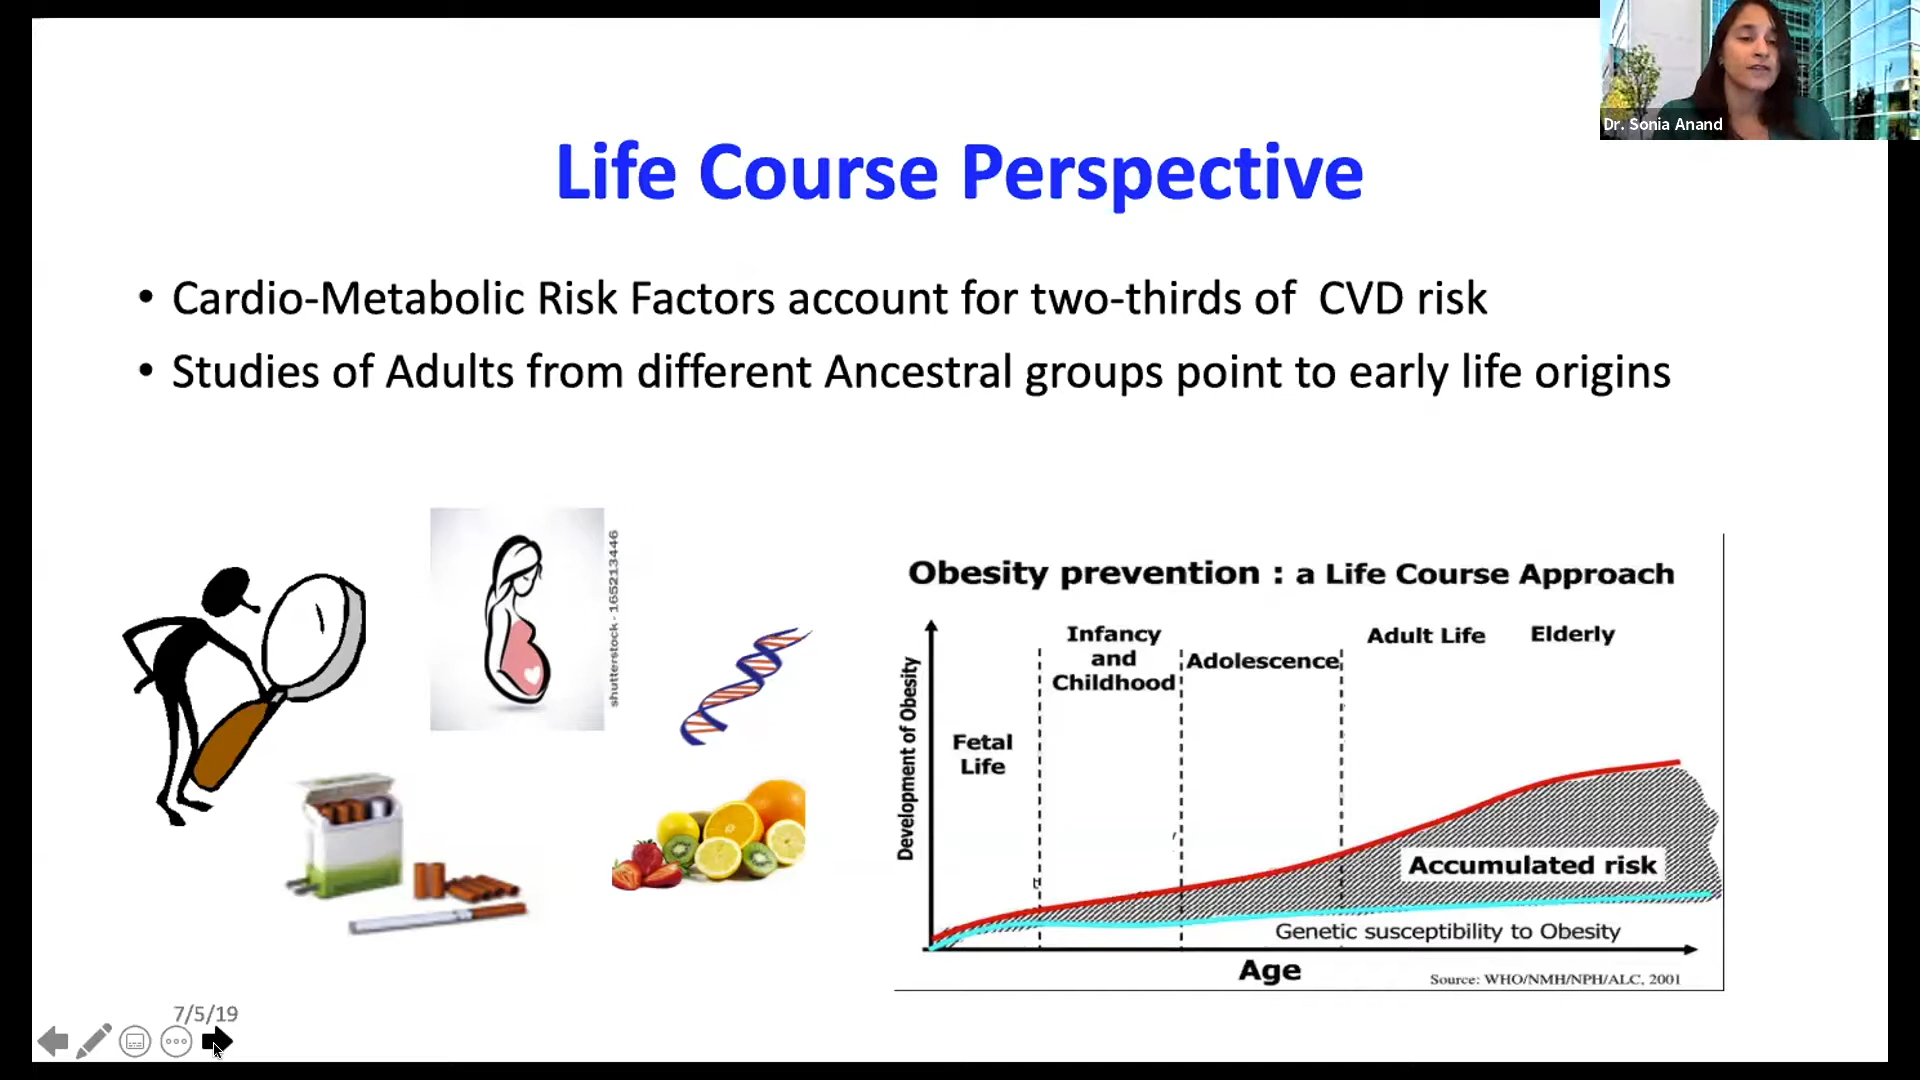 Dr. Sonia Anand
Life Course Perspective
• Cardio-Metabolic Risk Factors account for two-thirds of CVD risk
• Studies of Adults from different Ancestral groups point to early life origins
shutterstock · 165213446
Obesity prevention : a Life Course Approach
Development of Obesity
Fetal
Life
Infancy
and
Childhood
Adolescence
Adult Life
Elderly
Accumulated risk
Genetic susceptibility to Obesity
Age
Source: WHO/NMH/NPH/ALC, 2001
7/5/19